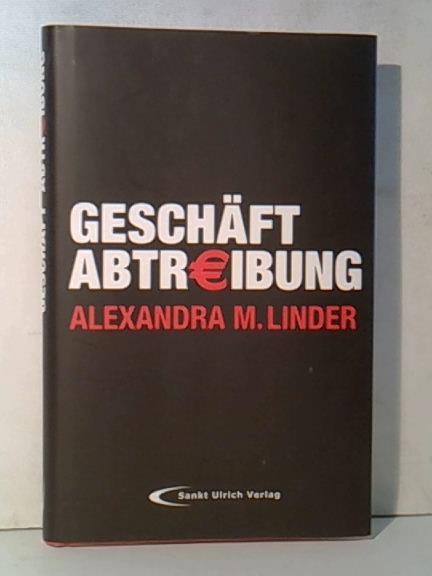 GESCHÄFT
ABTR€IBUNG
ALEXANDRA M. LINDER
Sankt Ulrich Verlag